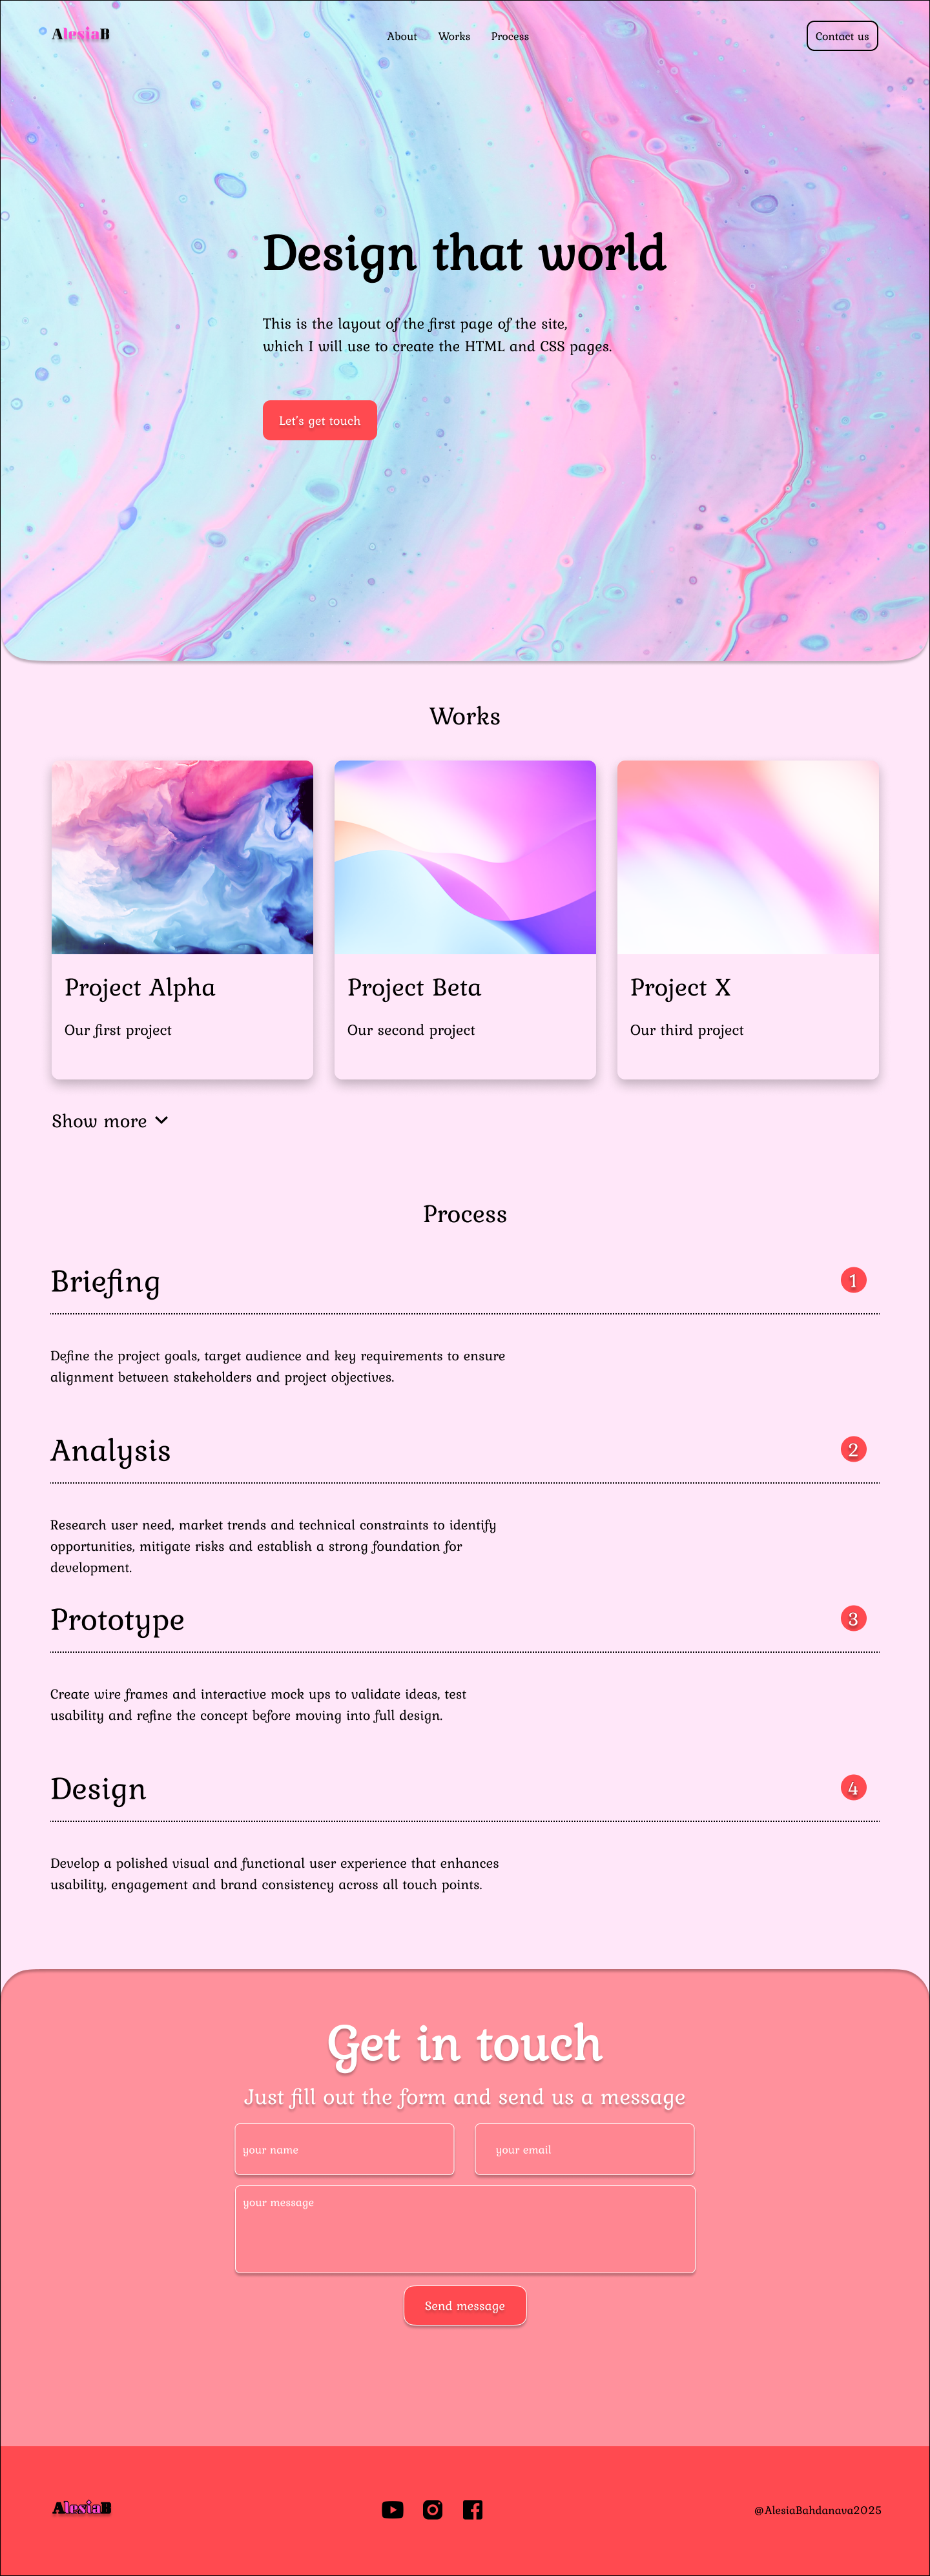 AlesiaB
About Works Process
Contact us
Design that world
This is the layout of the first page of the site,
which I will use to create the HTML and CSS pages.
Let's get touch
Works
Project Alpha
Our first project
Project Beta
Our second project
Project X
Our third project
Show more
Process
Briefing
1
Define the project goals, target audience and key requirements to ensure
alignment between stakeholders and project objectives.
Analysis
2
Research user need, market trends and technical constraints to identify
opportunities, mitigate risks and establish a strong foundation for
development.
Prototype
3
Create wire frames and interactive mock ups to validate ideas, test
usability and refine the concept before moving into full design.
Design
4
Develop a polished visual and functional user experience that enhances
usability, engagement and brand consistency across all touch points.
Get in touch
Just fill out the form and send us a message
your name
your email
your message
Send message
AlesiaB
@AlesiaBahdanava2025